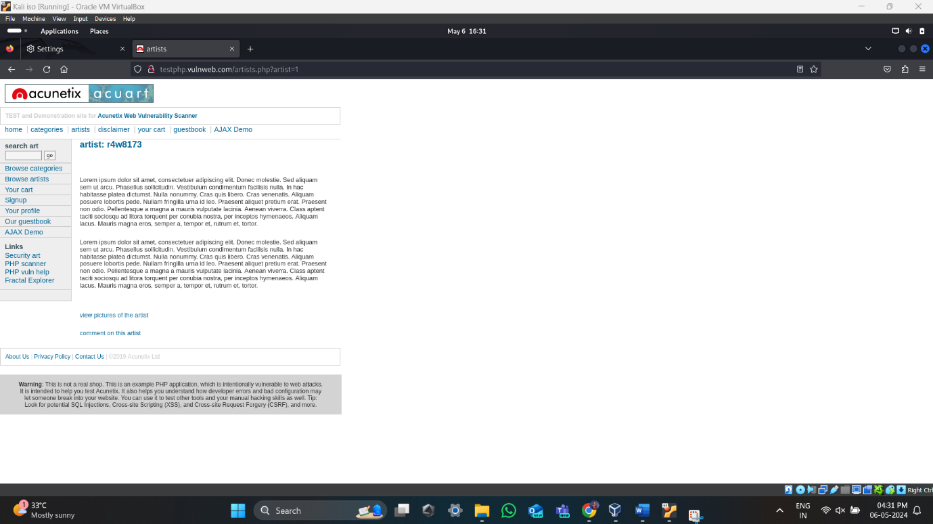 Kali iso [Running] - Oracle VM VirtualBox
File Machine View Input Devices Help
Applications Places
May 6 16:31
Settings
artists
testphp.vulnweb.com/artists.php?artist=1
acunetix acuart
TEST and Demonstration site for Acunetix Web Vulnerability Scanner
home | categories | artists | disclaimer | your cart | guestbook | AJAX Demo
search art
go
Browse categories
Browse artists
Your cart
Signup
Your profile
Our guestbook
AJAX Demo
Links
Security art
PHP scanner
PHP vuln help
Fractal Explorer
artist: r4w8173
Lorem ipsum dolor sit amet, consectetuer adipiscing elit. Donec molestie. Sed aliquam
sem ut arcu. Phasellus sollicitudin. Vestibulum condimentum facilisis nulla. In hac
habitasse platea dictumst. Nulla nonummy. Cras quis libero. Cras venenatis. Aliquam
posuere lobortis pede. Nullam fringilla urna id leo. Praesent aliquet pretium erat. Praesent
non odio. Pellentesque a magna a mauris vulputate lacinia. Aenean viverra. Class aptent
taciti sociosqu ad litora torquent per conubia nostra, per inceptos hymenaeos. Aliquam
lacus. Mauris magna eros, semper a, tempor et, rutrum et, tortor.
Lorem ipsum dolor sit amet, consectetuer adipiscing elit. Donec molestie. Sed aliquam
sem ut arcu. Phasellus sollicitudin. Vestibulum condimentum facilisis nulla. In hac
habitasse platea dictumst. Nulla nonummy. Cras quis libero. Cras venenatis. Aliquam
posuere lobortis pede. Nullam fringilla urna id leo. Praesent aliquet pretium erat. Praesent
non odio. Pellentesque a magna a mauris vulputate lacinia. Aenean viverra. Class aptent
taciti sociosqu ad litora torquent per conubia nostra, per inceptos hymenaeos. Aliquam
lacus. Mauris magna eros, semper a, tempor et, rutrum et, tortor.
view pictures of the artist
comment on this artist
About Us | Privacy Policy | Contact Us | ©2019 Acunetix Ltd
Warning: This is not a real shop. This is an example PHP application, which is intentionally vulnerable to web attacks.
It is intended to help you test Acunetix. It also helps you understand how developer errors and bad configuration may
let someone break into your website. You can use it to test other tools and your manual hacking skills as well. Tip:
Look for potential SQL Injections, Cross-site Scripting (XSS), and Cross-site Request Forgery (CSRF), and more.
Right Ctrl
1
33°C
Mostly sunny
Search
ENG
IN
04:31 PM
06-05-2024